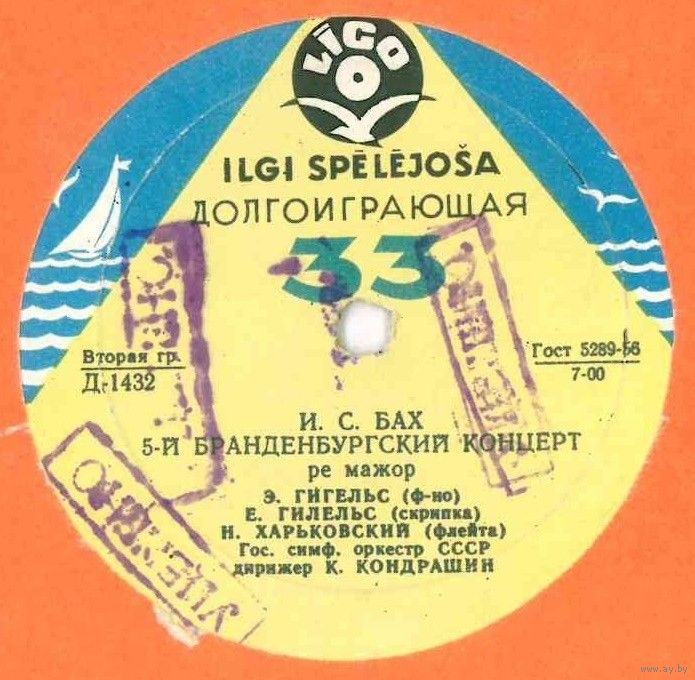 LĪGO
ILGI SPĒLĒJOŠA
ДОЛГОИГРАЮЩАЯ
33
Вторая гр.
Д-1432
Гост 5289-56
7-00
И. С. БАХ
5-Й БРАНДЕНБУРГСКИЙ КОНЦЕРТ
ре мажор
Э. ГИГЕЛЬС (ф-но)
Е. ГИЛЕЛЬС (скрипка)
Н. ХАРЬКОВСКИЙ (флейта)
Гос. симф. оркестр СССР
дирижер К. КОНДРАШИН
www.ay.by